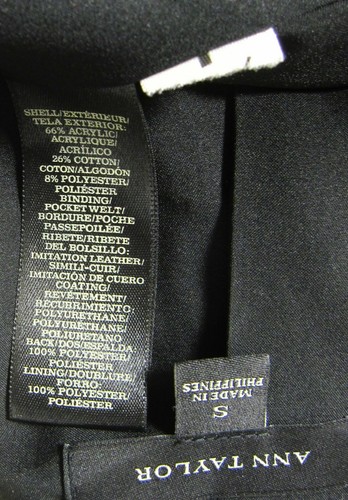 SHELL/EXTÉRIEUR/
TELA EXTERIOR:
66% ACRYLIC/
ACRYLIQUE/
ACRÍLICO
26% COTTON/
COTON/ALGODÓN
8% POLYESTER/
POLIÉSTER
BINDING/
POCKET WELT/
BORDURE/POCHE
PASSEPOILÉE/
RIBETE/RIBETE
DEL BOLSILLO:
IMITATION LEATHER/
SIMILI-CUIR/
IMITACIÓN DE CUERO
COATING/
REVÊTEMENT/
RECUBRIMIENTO:
POLYURETHANE/
POLYURÉTHANE/
POLIURETANO
BACK/DOS/ESPALDA:
100% POLYESTER/
POLIÉSTER
LINING/DOUBLURE/
FORRO:
100% POLYESTER/
POLIÉSTER
S
MADE IN
PHILIPPINES
ANN TAYLOR